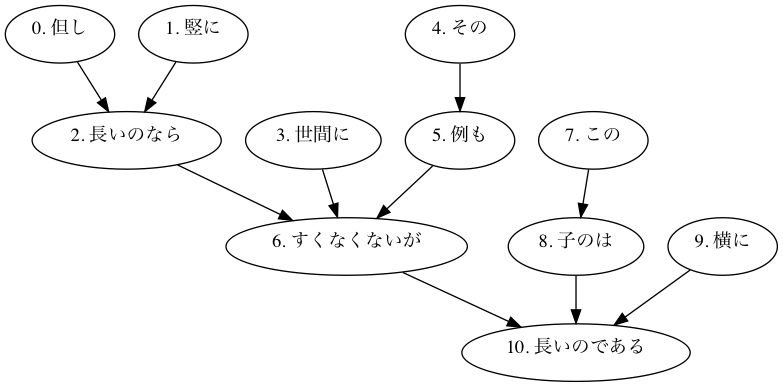 0. 但し
1. 竪に
4. その
2. 長いのなら
3. 世間に
5. 例も
7. この
6. すくなくないが
8. 子のは
9. 横に
10. 長いのである